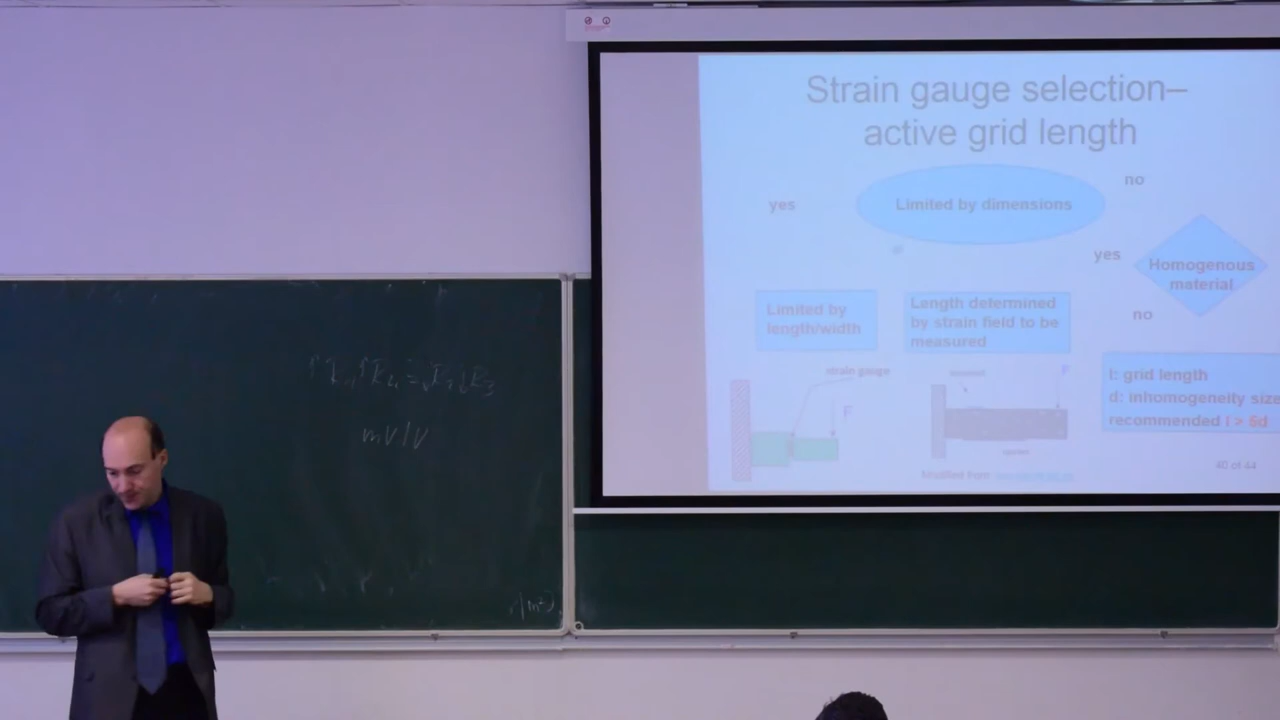 Strain gauge selection–
active grid length
no
yes
Limited by dimensions
yes
Homogenous
material
no
Limited by
length/width
Length determined
by strain field to be
measured
strain gauge
F
F
l: grid length
d: inhomogeneity size
recommended l > 5d
Modified from:
40 of 44
mV/V